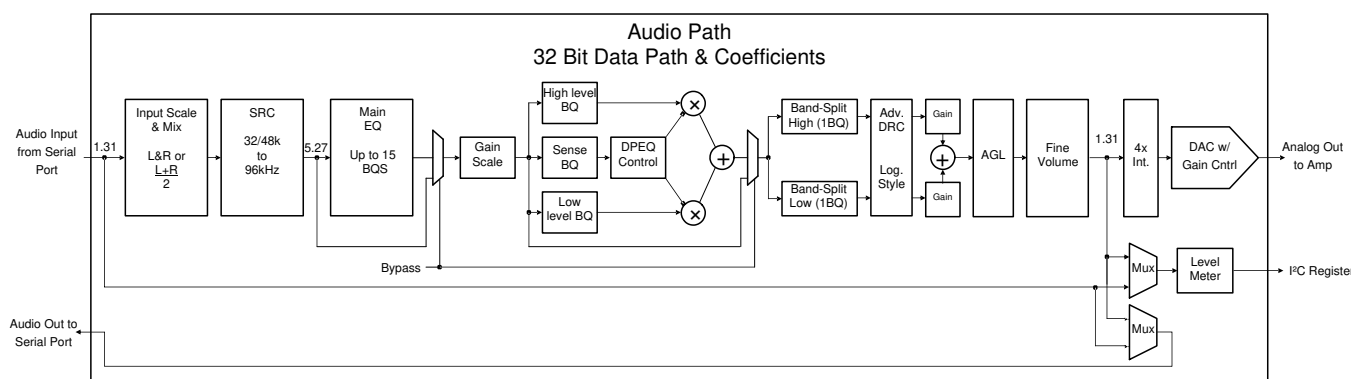 Audio Path
32 Bit Data Path & Coefficients
Audio Input
from Serial
Port
1.31
Input Scale
& Mix
L&R or
L+R
2
SRC
32/48k
to
96kHz
5.27
Main
EQ
Up to 15
BQS
Gain
Scale
High level
BQ
Sense
BQ
Low
level BQ
DPEQ
Control
×
×
+
Band-Split
High (1BQ)
Band-Split
Low (1BQ)
Adv.
DRC
Log.
Style
Gain
+
Gain
AGL
Fine
Volume
1.31
4x
Int.
DAC w/
Gain Cntrl
Analog Out
to Amp
Bypass
Mux
Level
Meter
I²C Register
Mux
Audio Out to
Serial Port